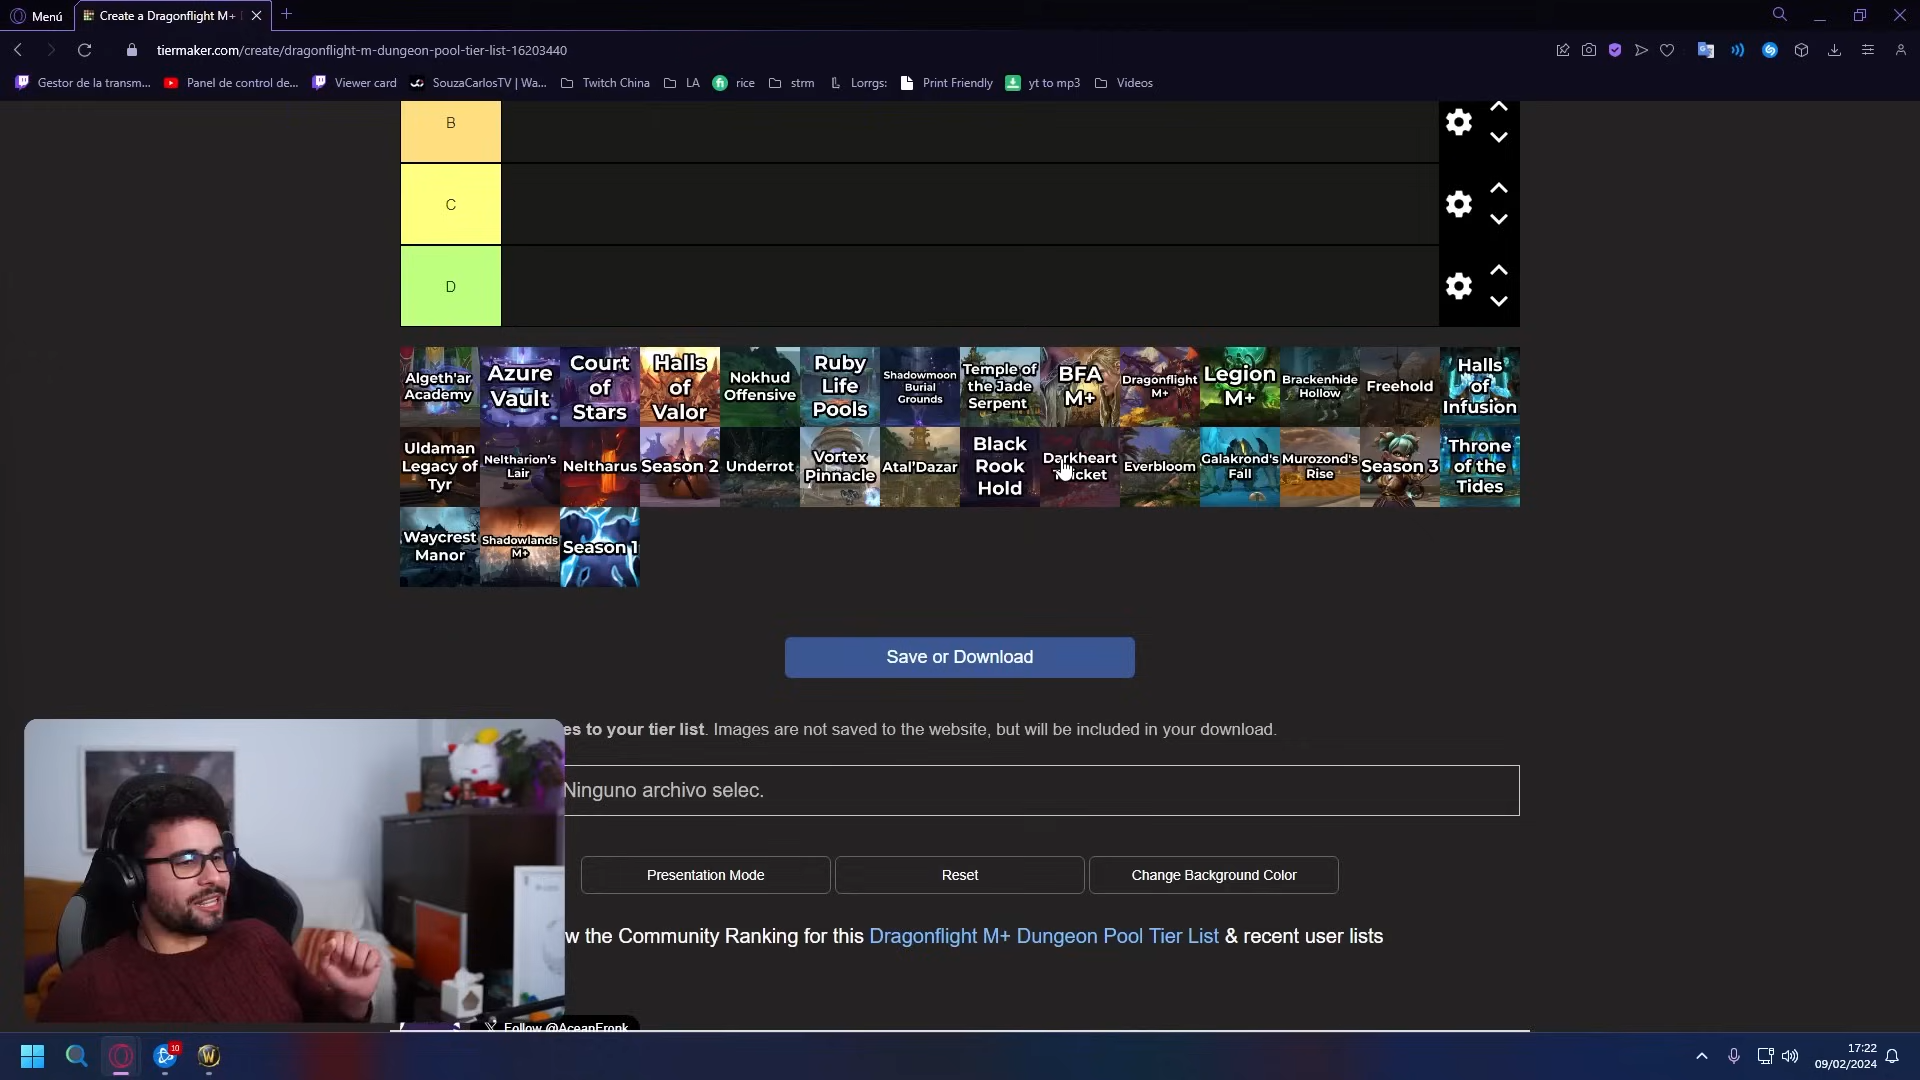 Menú
Create a Dragonflight M+
tiermaker.com/create/dragonflight-m-dungeon-pool-tier-list-16203440
Gestor de la transm...
Panel de control de...
Viewer card
SouzaCarlosTV | Wa...
Twitch China
LA
rice
strm
Lorrgs:
Print Friendly
yt to mp3
Videos
B
C
D
Algeth'ar
Academy
Azure
Vault
Court
of
Stars
Halls
of
Valor
Nokhud
Offensive
Ruby
Life
Pools
Shadowmoon
Burial
Grounds
Temple of
the Jade
Serpent
BFA
M+
Dragonflight
M+
Legion
M+
Brackenhide
Hollow
Freehold
Halls
of
Infusion
Uldaman
Legacy of
Tyr
Neltharion's
Lair
Neltharus
Season 2
Underrot
Vortex
Pinnacle
Atal'Dazar
Black
Rook
Hold
Darkheart
Everbloom
Galakrond's
Fall
Murozond's
Rise
Season 3
Throne
of the
Tides
Waycrest
Manor
Shadowlands
M+
Season 1
Save or Download
es to your tier list. Images are not saved to the website, but will be included in your download.
Ninguno archivo selec.
Presentation Mode
Reset
Change Background Color
w the Community Ranking for this Dragonflight M+ Dungeon Pool Tier List & recent user lists
Follow @AceanFronk
10
17:22
09/02/2024